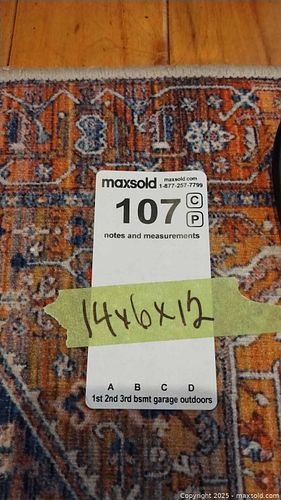 maxsold maxsold.com
1-877-257-7799
107 C
P
notes and measurements
14x6x12
A B C D
1st 2nd 3rd bsmt garage outdoors
Copyright 2025 - maxsold.com